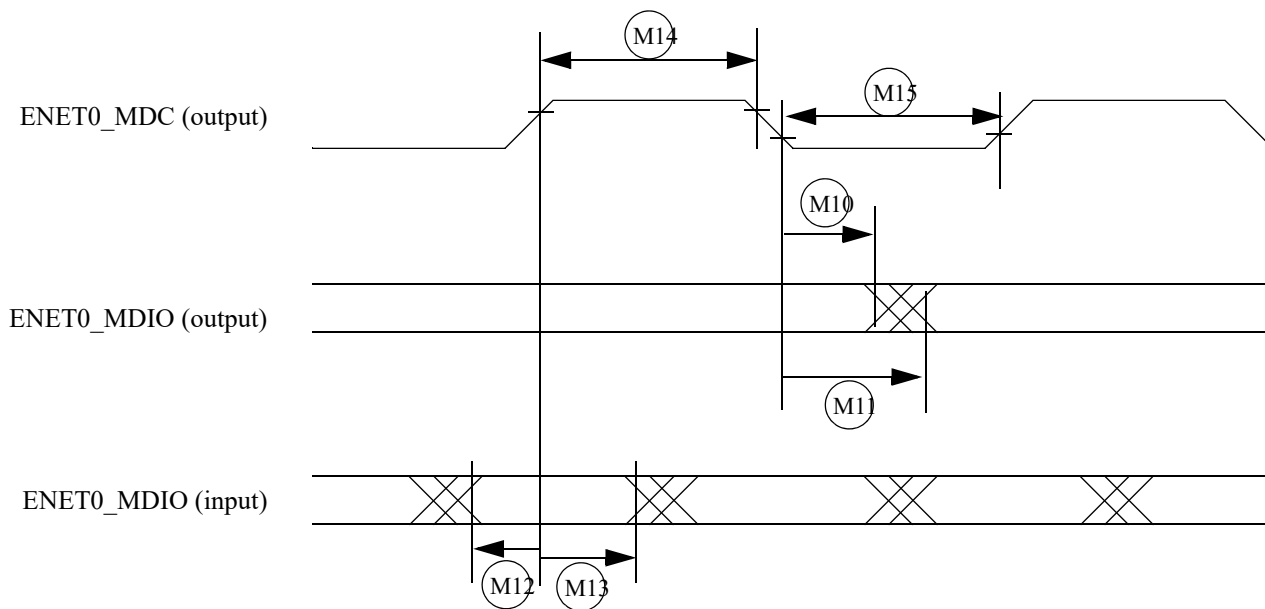 M14
M15
ENET0_MDC (output)
M10
ENET0_MDIO (output)
M11
ENET0_MDIO (input)
M12
M13